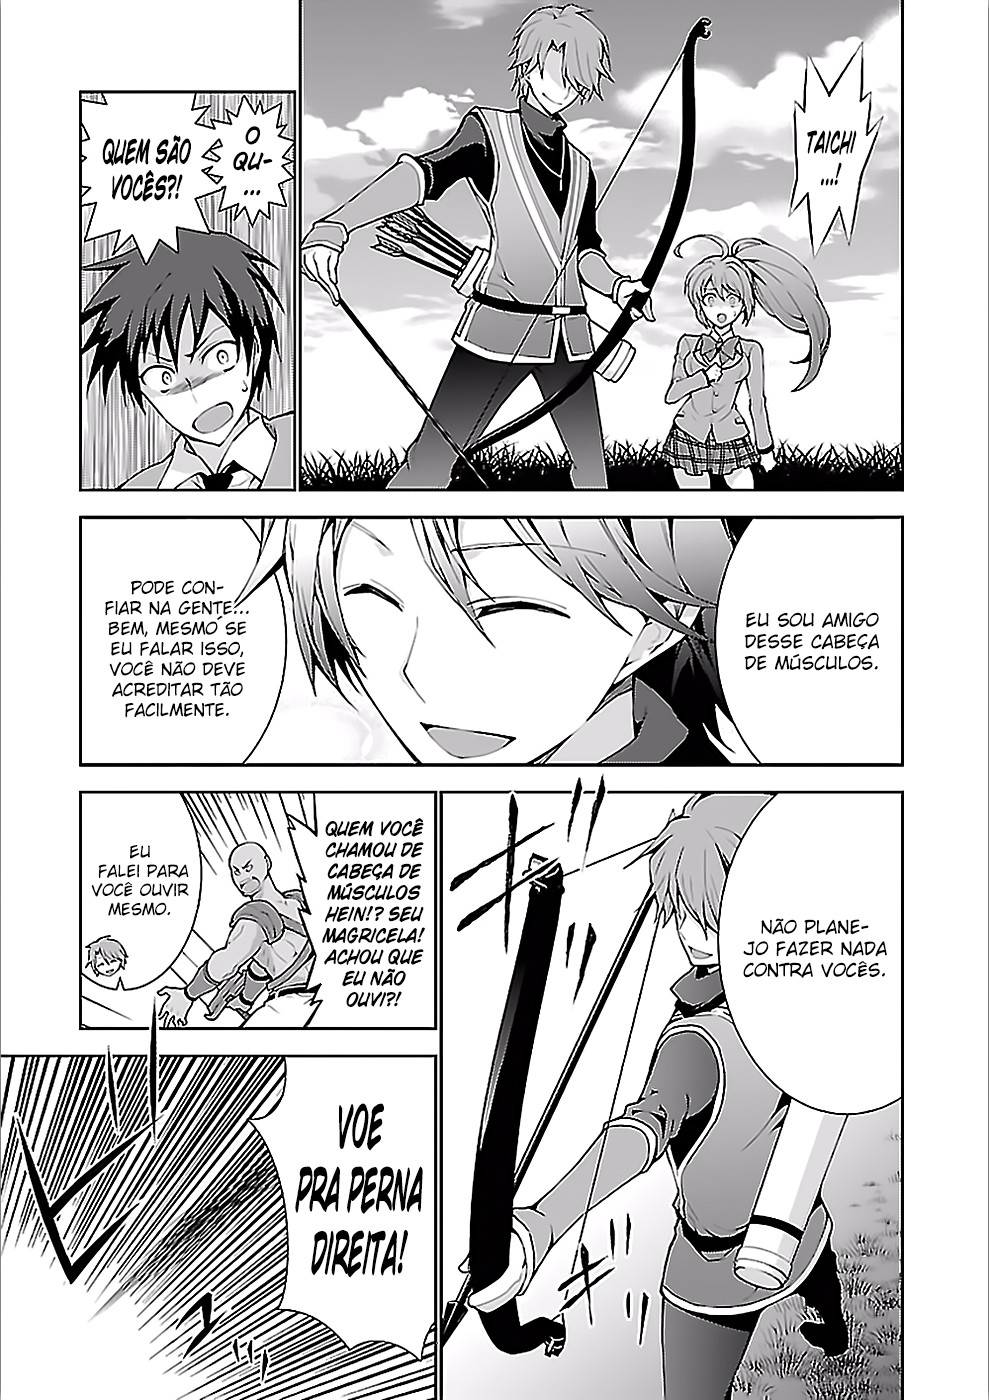 TAICHI
...!
O
QU-
...
QUEM SÃO
VOCÊS?!
EU SOU AMIGO
DESSE CABEÇA
DE MÚSCULOS.
PODE CON-
FIAR NA GENTE...
BEM, MESMO SE
EU FALAR ISSO,
VOCÊ NÃO DEVE
ACREDITAR TÃO
FACILMENTE.
NÃO PLANE-
JO FAZER NADA
CONTRA VOCÊS.
QUEM VOCÊ
CHAMOU DE
CABEÇA DE
MÚSCULOS
HEIN!? SEU
MAGRICELA!
ACHOU QUE
EU NÃO
OUVI?!
EU
FALEI PARA
VOCÊ OUVIR
MESMO.
VOE
PRA PERNA
DIREITA!